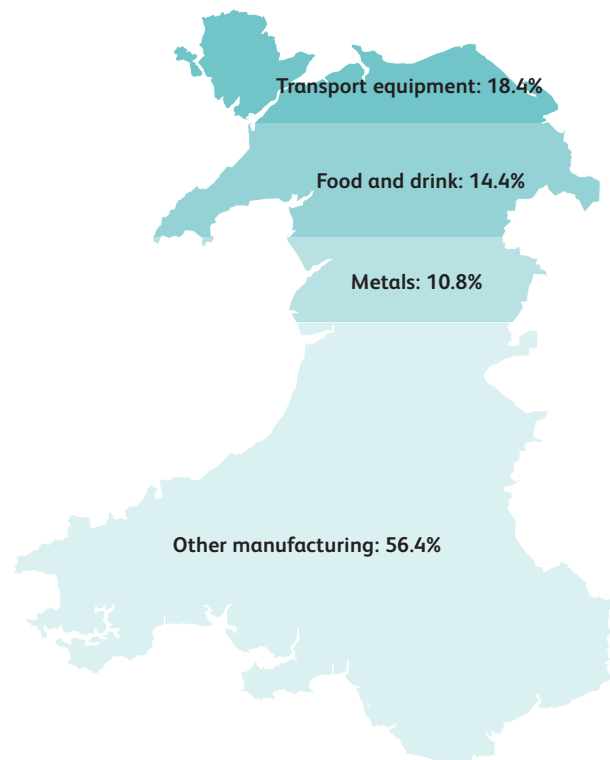 Transport equipment: 18.4%
Food and drink: 14.4%
Metals: 10.8%
Other manufacturing: 56.4%